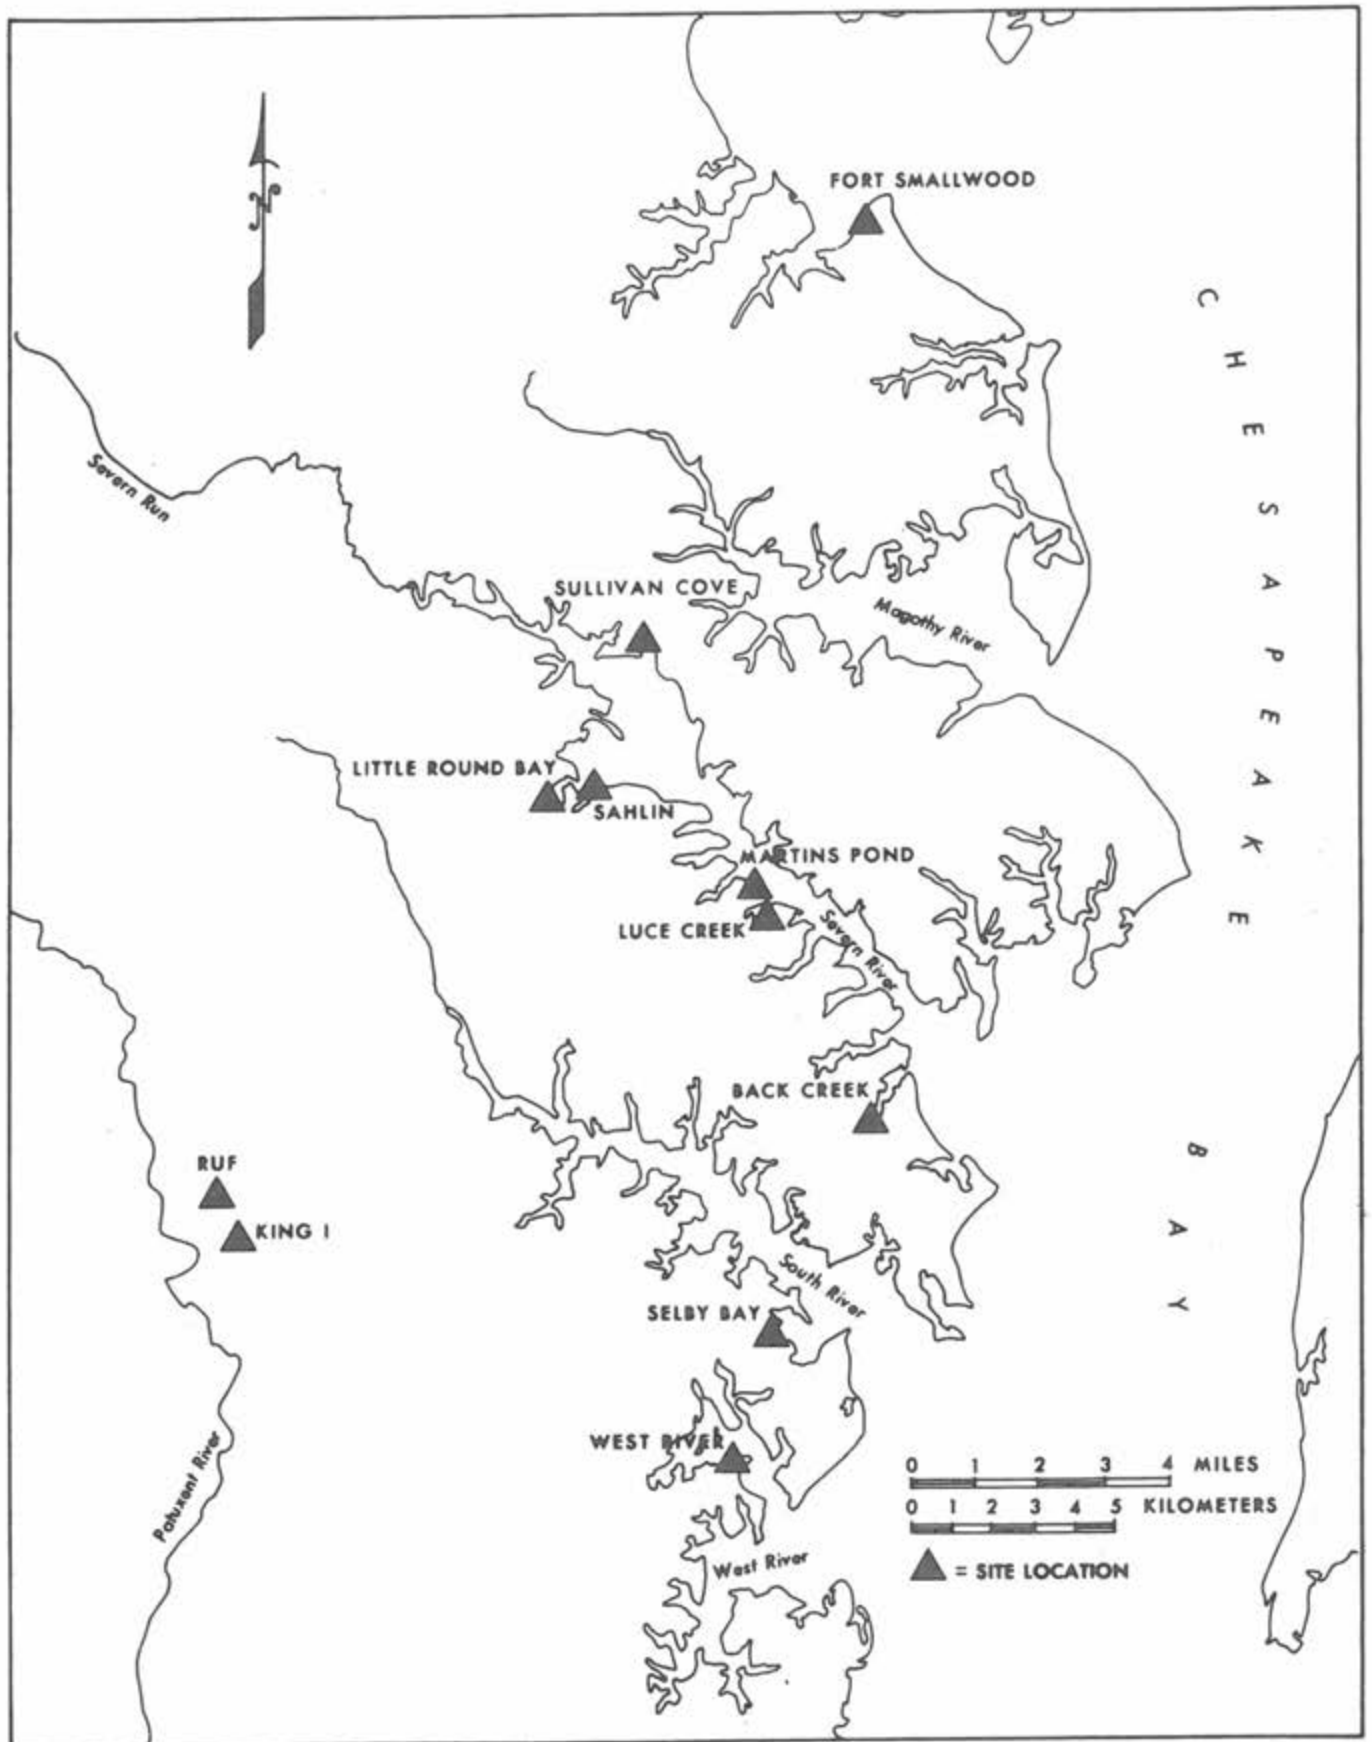 N
FORT SMALLWOOD
CHESAPEAKE
Severn Run
SULLIVAN COVE
Magothy River
LITTLE ROUND BAY
SAHLIN
MARTINS POND
LUCE CREEK
Severn River
BACK CREEK
BAY
RUF
KING I
South River
SELBY BAY
WEST RIVER
Patuxent River
0 1 2 3 4 MILES
0 1 2 3 4 5 KILOMETERS
West River
= SITE LOCATION